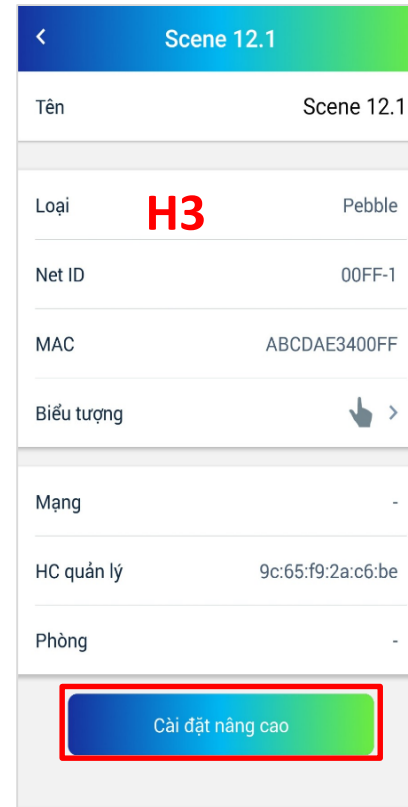 Scene 12.1
Tên Scene 12.1
Loại H3 Pebble
Net ID 00FF-1
MAC ABCDAE3400FF
Biểu tượng
Mạng -
HC quản lý 9c:65:f9:2a:c6:be
Phòng -
Cài đặt nâng cao